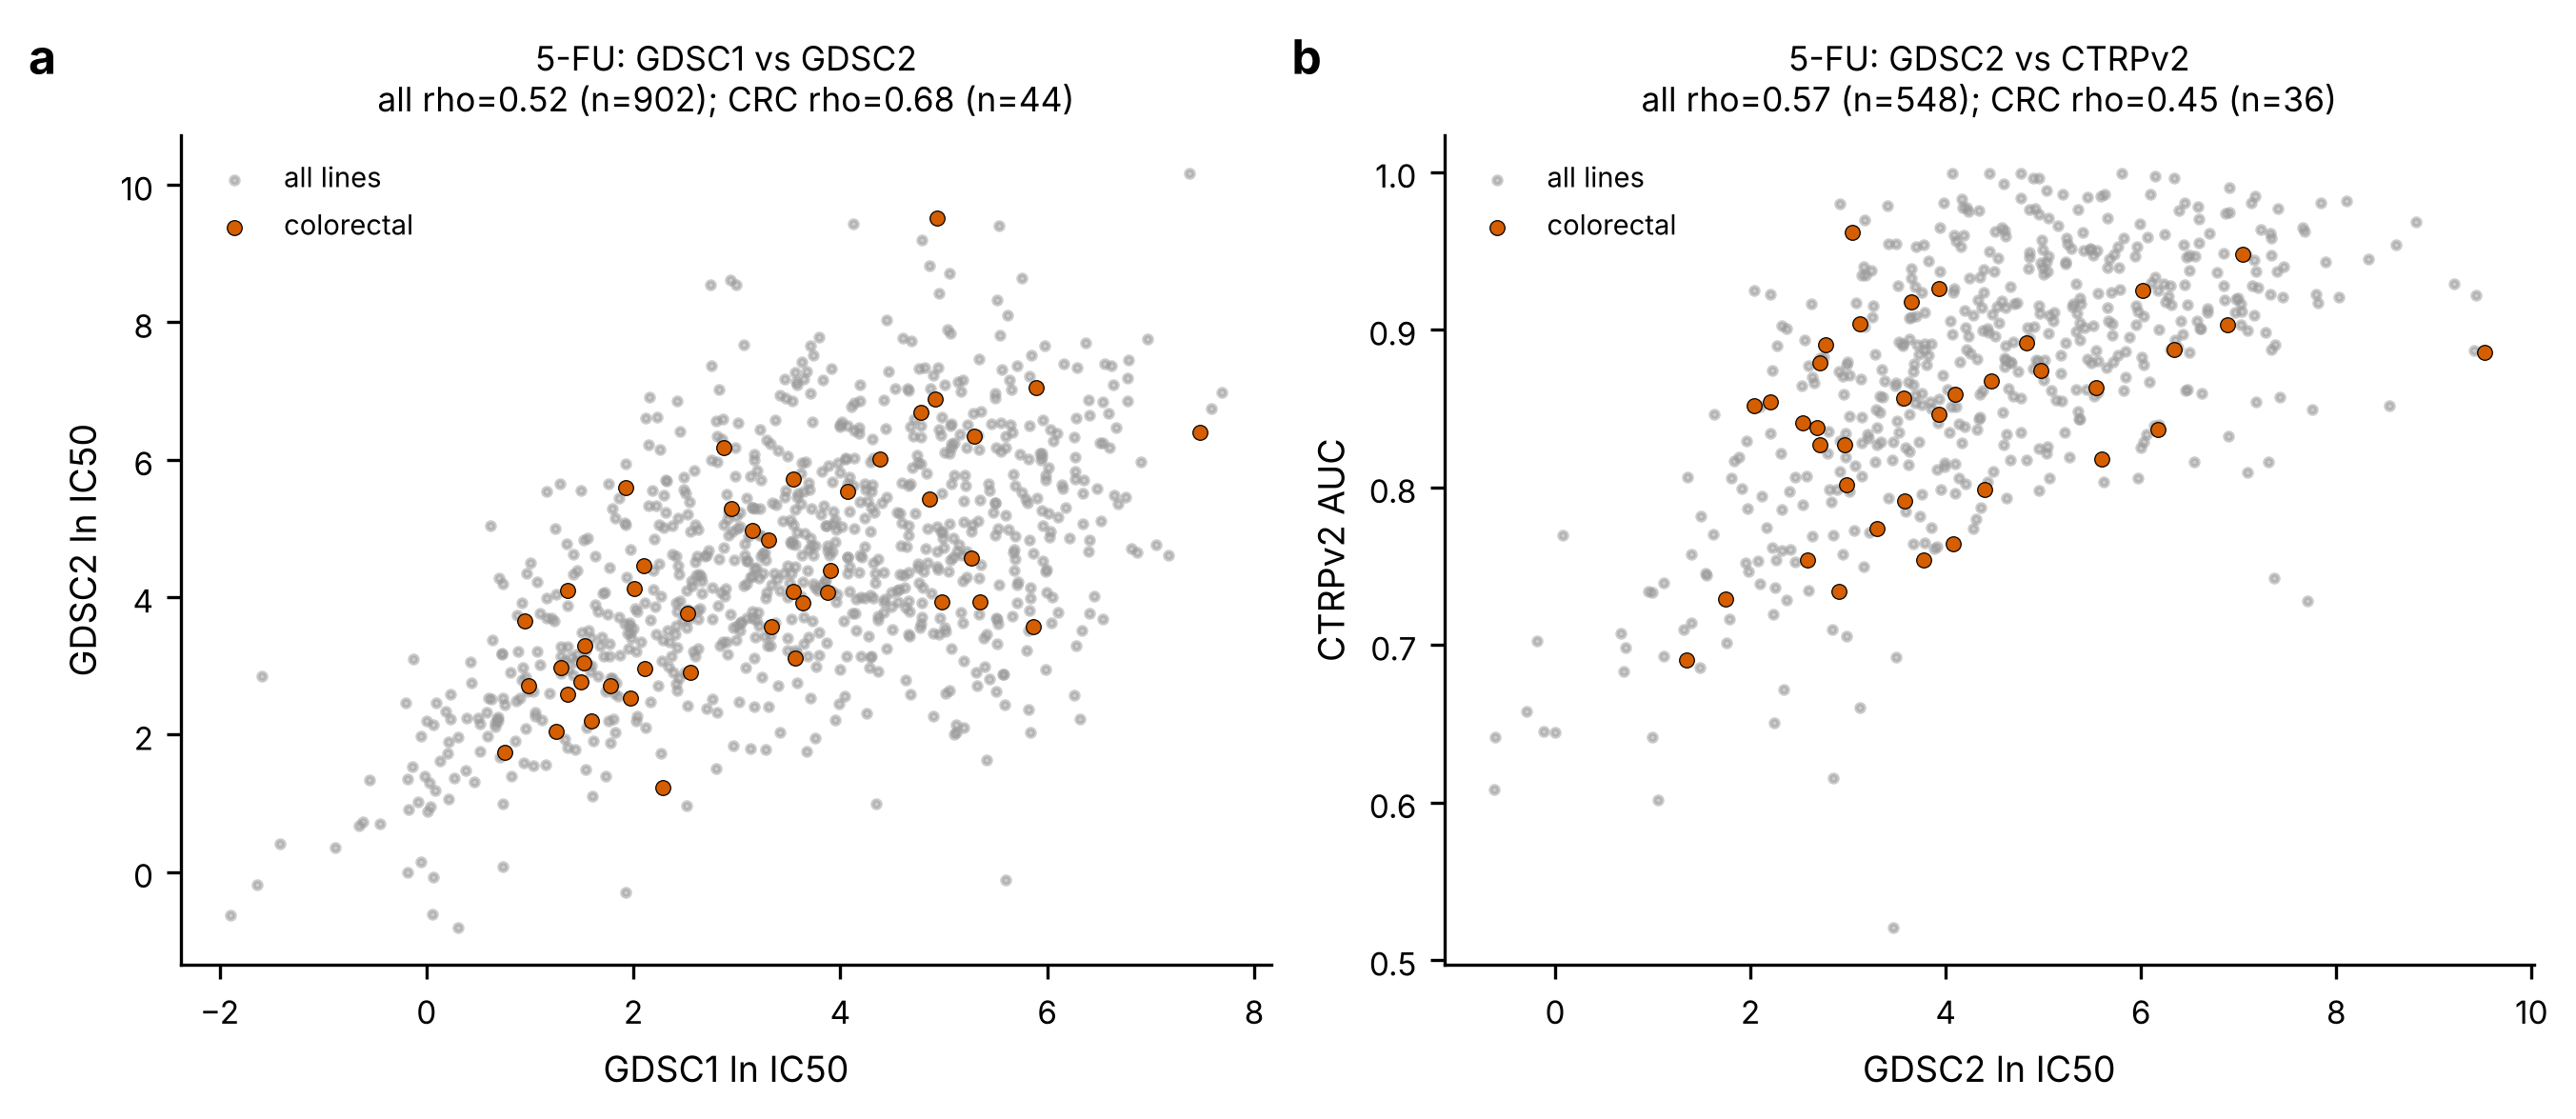 a
5-FU: GDSC1 vs GDSC2
all rho=0.52 (n=902); CRC rho=0.68 (n=44)
all lines
colorectal
10
8
6
4
2
0
GDSC2 ln IC50
−2
0
2
4
6
8
GDSC1 ln IC50
b
5-FU: GDSC2 vs CTRPv2
all rho=0.57 (n=548); CRC rho=0.45 (n=36)
all lines
colorectal
1.0
0.9
0.8
0.7
0.6
0.5
CTRPv2 AUC
0
2
4
6
8
10
GDSC2 ln IC50